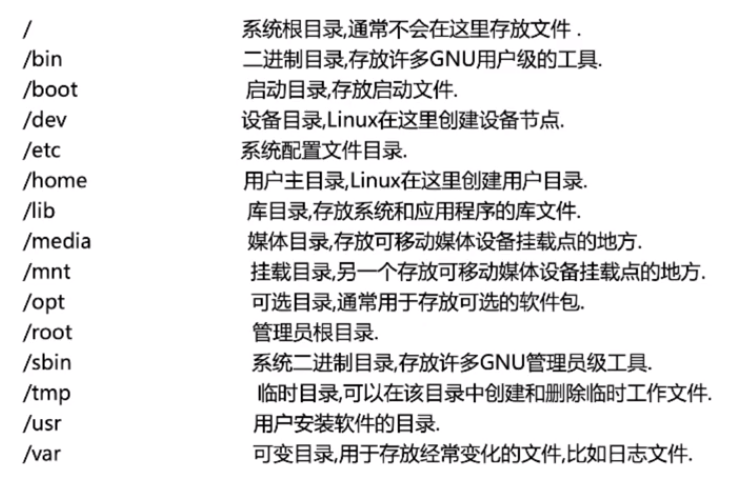 / 系统根目录,通常不会在这里存放文件 .
/bin 二进制目录,存放许多GNU用户级的工具.
/boot 启动目录,存放启动文件.
/dev 设备目录,Linux在这里创建设备节点.
/etc 系统配置文件目录.
/home 用户主目录,Linux在这里创建用户目录.
/lib 库目录,存放系统和应用程序的库文件.
/media 媒体目录,存放可移动媒体设备挂载点的地方.
/mnt 挂载目录,另一个存放可移动媒体设备挂载点的地方.
/opt 可选目录,通常用于存放可选的软件包.
/root 管理员根目录.
/sbin 系统二进制目录,存放许多GNU管理员级工具.
/tmp 临时目录,可以在该目录中创建和删除临时工作文件.
/usr 用户安装软件的目录.
/var 可变目录,用于存放经常变化的文件,比如日志文件.